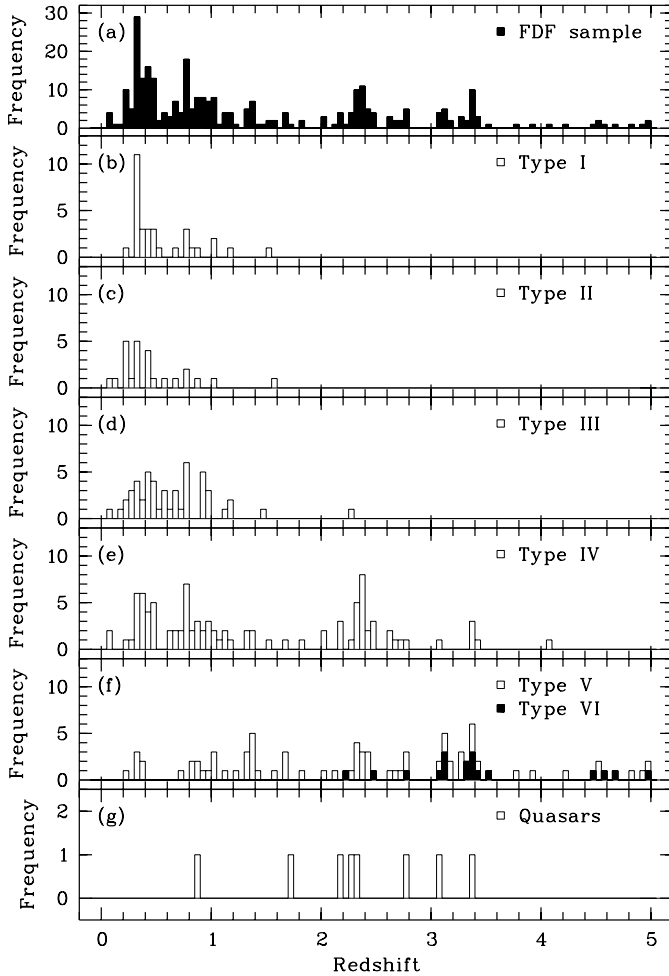 30
(a)
FDF sample
20
10
0
Frequency
(b)
Type I
10
5
0
Frequency
(c)
Type II
10
5
0
Frequency
(d)
Type III
10
5
0
Frequency
(e)
Type IV
10
5
0
Frequency
(f)
Type V
Type VI
10
5
0
Frequency
(g)
Quasars
2
1
0
Frequency
0 1 2 3 4 5
Redshift